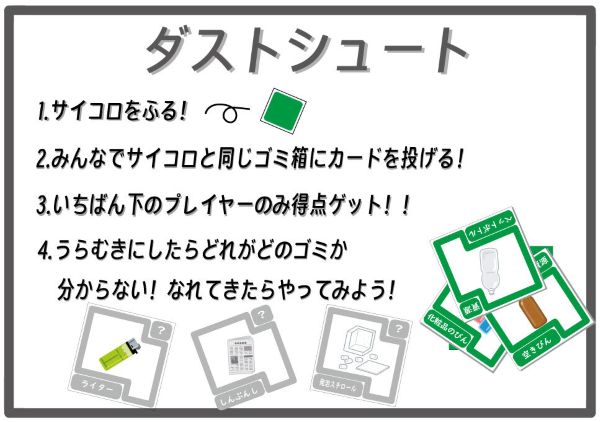 ダストシュート
1.サイコロをふる!
2.みんなでサイコロと同じゴミ箱にカードを投げる!
3.いちばん下のプレイヤーのみ得点ゲット!!
4.うらむきにしたらどれがどのゴミか
分からない!なれてきたらやってみよう!
ペットボトル
資源
資源
化粧品のびん
空きびん
?
ライター
?
しんぶんし
?
発泡スチロール